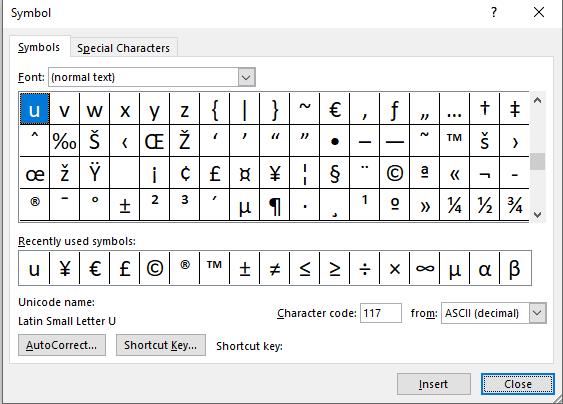 Symbol ? ×
Symbols Special Characters
Font: (normal text)
u v w x y z { | } ~ € ‚ ƒ „ … † ‡
ˆ ‰ Š ‹ Œ Ž ‘ ’ “ ” • – — ˜ ™ š ›
œ ž Ÿ ¡ ¢ £ ¤ ¥ ¦ § ¨ © ª « ¬ -
® ¯ ° ± ² ³ ´ µ ¶ · ¸ ¹ º » ¼ ½ ¾
Recently used symbols:
u ¥ € £ © ® ™ ± ≠ ≤ ≥ ÷ × ∞ µ α β
Unicode name:
Latin Small Letter U
Character code: 117 from: ASCII (decimal)
AutoCorrect... Shortcut Key... Shortcut key:
Insert Close